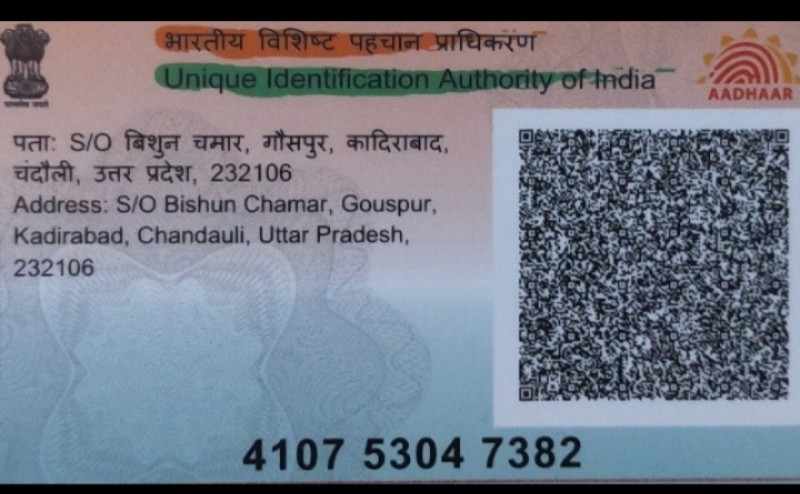 भारतीय विशिष्ट पहचान प्राधिकरण
Unique Identification Authority of India
AADHAAR
पता: S/O बिशुन चमार, गौसपुर, कादिराबाद,
चंदौली, उत्तर प्रदेश, 232106
Address: S/O Bishun Chamar, Gouspur,
Kadirabad, Chandauli, Uttar Pradesh,
232106
4107 5304 7382